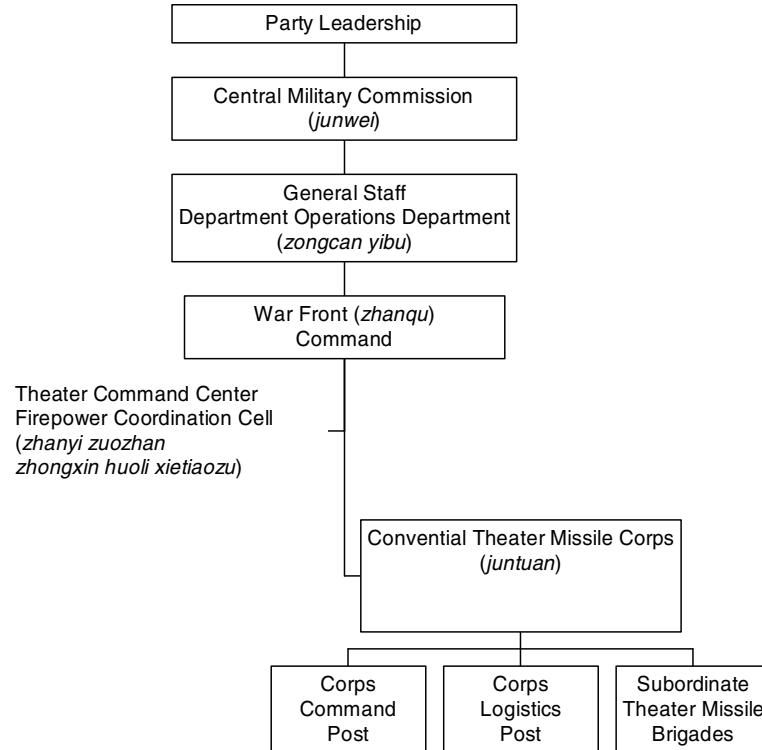 Party Leadership
Central Military Commission
(junwei)
General Staff
Department Operations Department
(zongcan yibu)
War Front (zhanqu)
Command
Theater Command Center
Firepower Coordination Cell
(zhanyi zuozhan
zhongxin huoli xietiaozu)
Convential Theater Missile Corps
(juntuan)
Corps
Command
Post
Corps
Logistics
Post
Subordinate
Theater Missile
Brigades